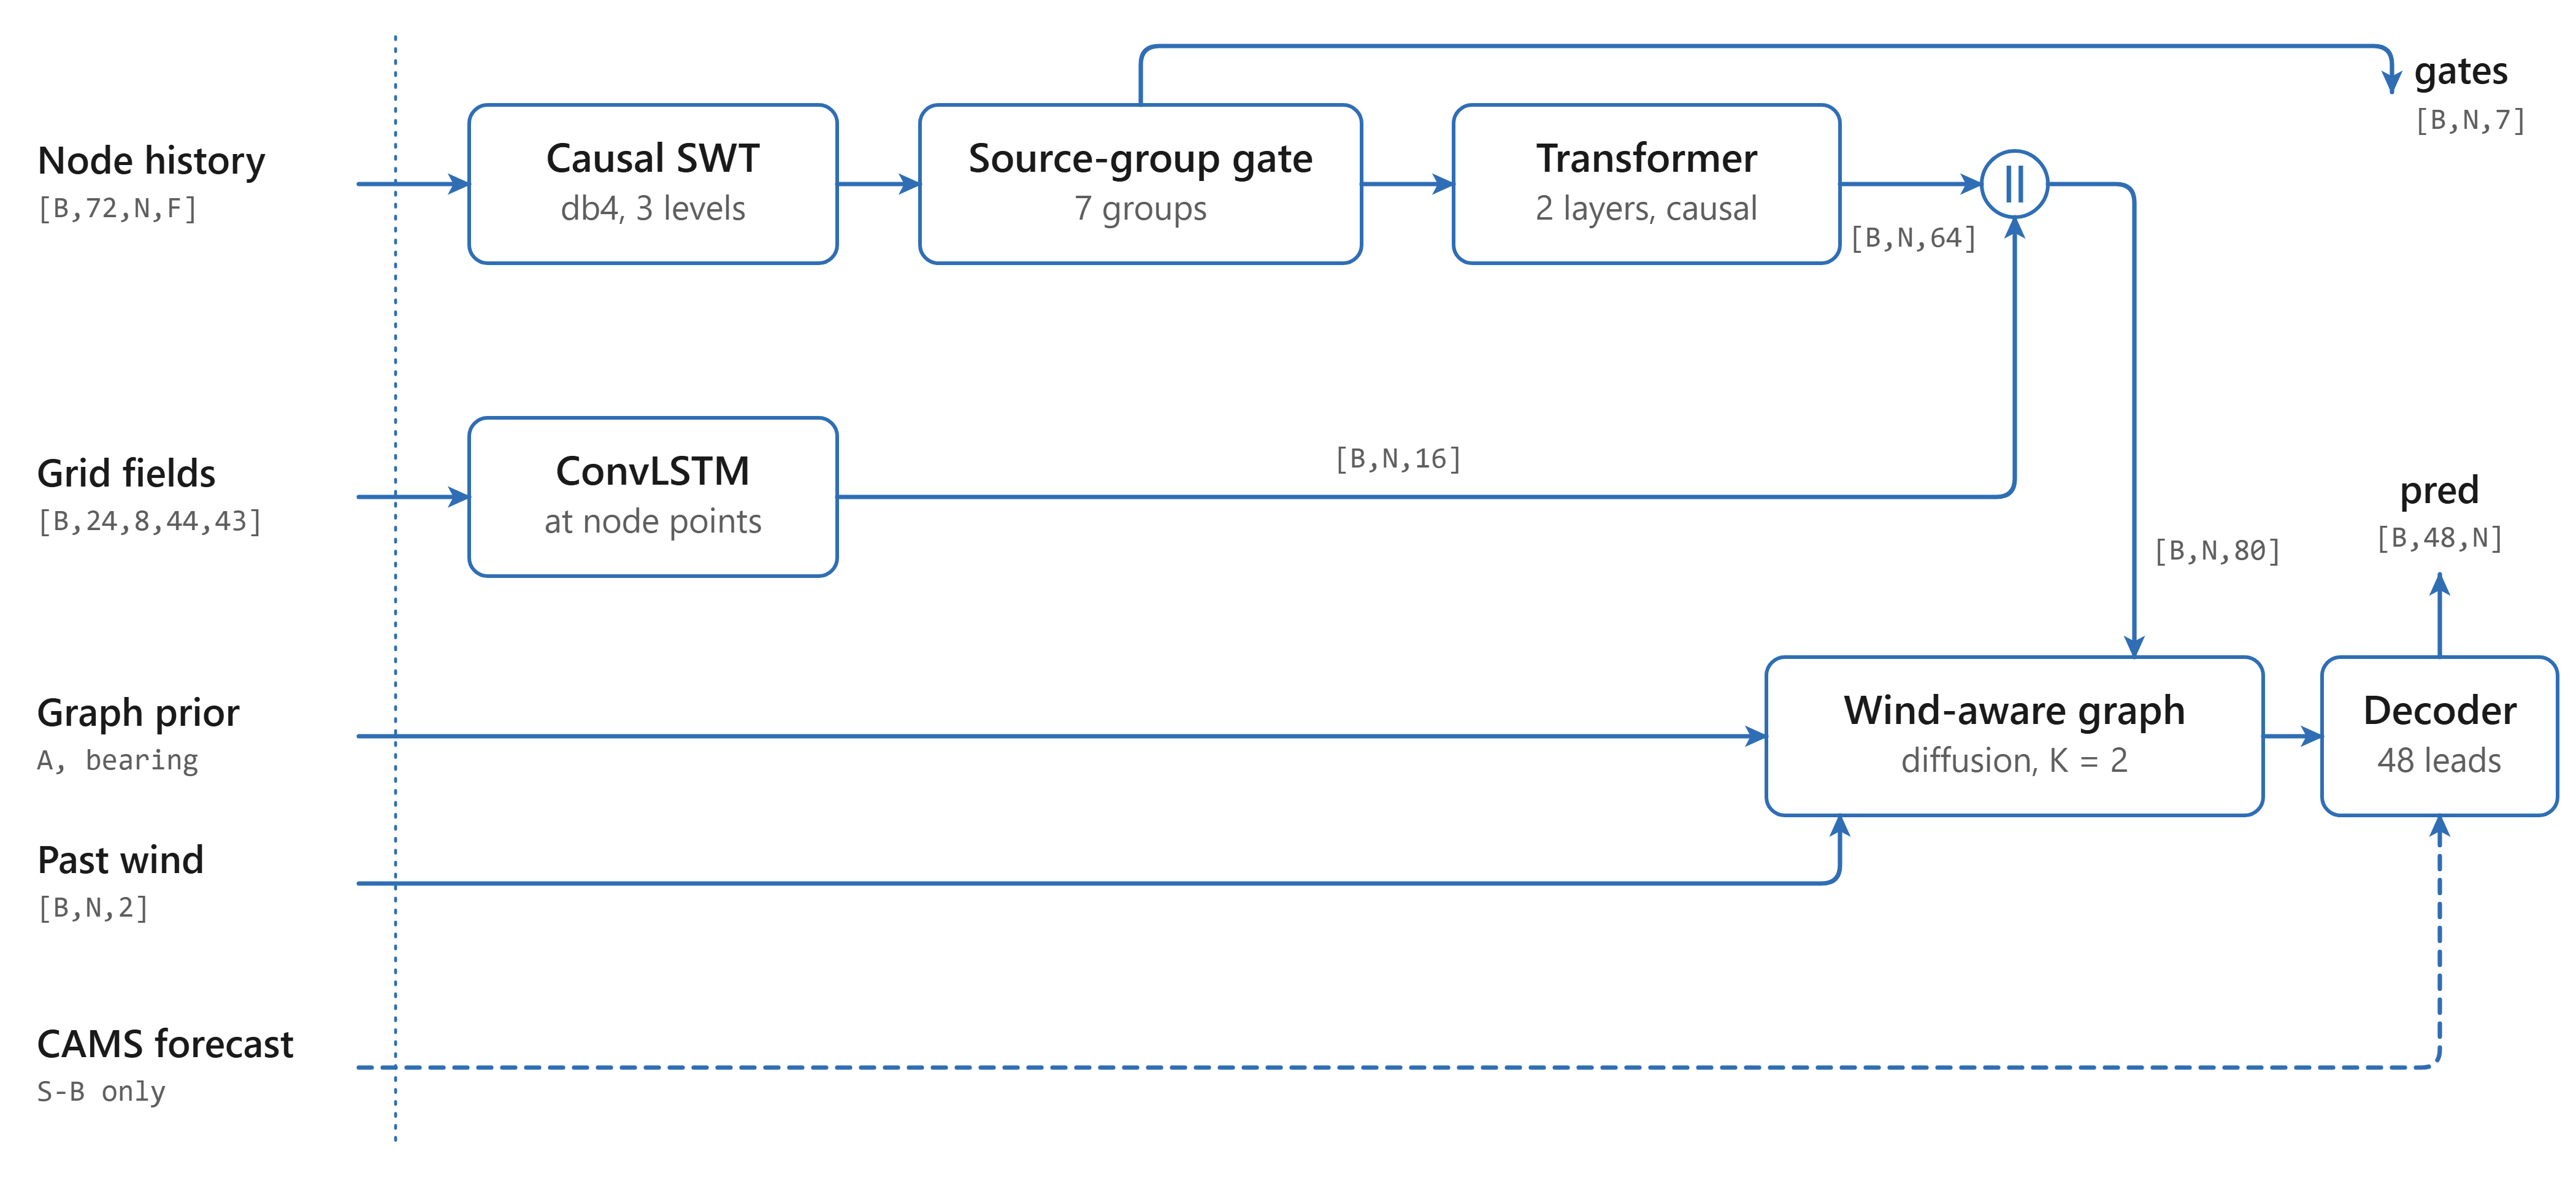 gates
[B,N,7]
Node history
[B,72,N,F]
Causal SWT
db4, 3 levels
Source-group gate
7 groups
Transformer
2 layers, causal
||
[B,N,64]
Grid fields
[B,24,8,44,43]
ConvLSTM
at node points
[B,N,16]
[B,N,80]
pred
[B,48,N]
Graph prior
A, bearing
Wind-aware graph
diffusion, K = 2
Decoder
48 leads
Past wind
[B,N,2]
CAMS forecast
S-B only